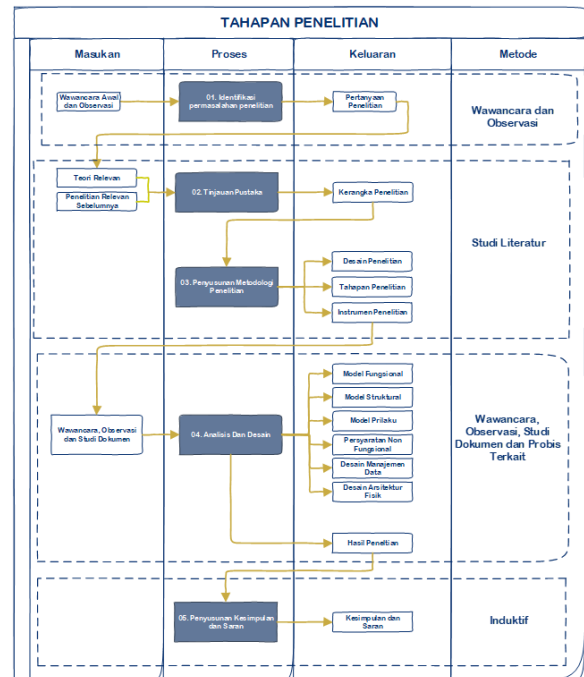 TAHAPAN PENELITIAN
Masukan
Proses
Keluaran
Metode
Wawancara Awal
dan Observasi
01. Identifikasi
permasalahan penelitian
Pertanyaan
Penelitian
Wawancara dan
Observasi
Teori Relevan
Penelitian Relevan
Sebelumnya
02. Tinjauan Pustaka
Kerangka Penelitian
Studi Literatur
03. Penyusunan Metodologi
Penelitian
Desain Penelitian
Tahapan Penelitian
Instrumen Penelitian
Wawancara, Observasi
dan Studi Dokumen
04. Analisis Dan Desain
Model Fungsional
Model Struktural
Model Prilaku
Persyaratan Non
Fungsional
Desain Manajemen
Data
Desain Arsitektur
Fisik
Hasil Peneltian
Wawancara,
Observasi, Studi
Dokumen dan Probis
Terkait
05. Penyusunan Kesimpulan
dan Saran
Kesimpulan dan
Saran
Induktif